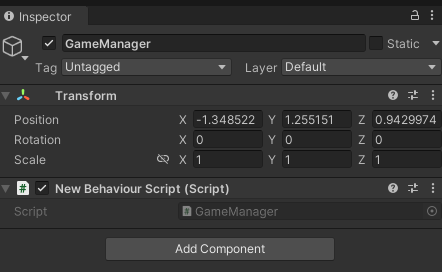 Inspector
GameManager Static
Tag Untagged Layer Default
Transform
Position X -1.348522 Y 1.255151 Z 0.9429974
Rotation X 0 Y 0 Z 0
Scale X 1 Y 1 Z 1
# New Behaviour Script (Script)
Script # GameManager
Add Component